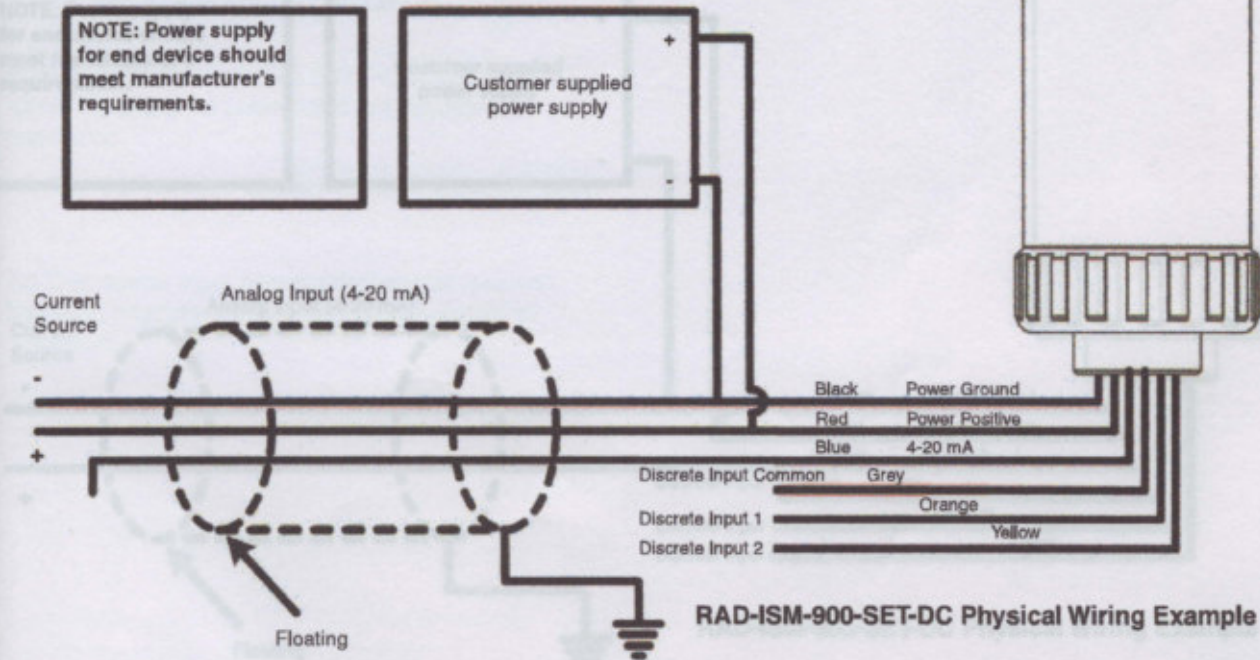 NOTE: Power supply
for end device should
meet manufacturer's
requirements.
Customer supplied
power supply
+
-
Current
Source
Analog Input (4-20 mA)
-
+
Black Power Ground
Red Power Positive
Blue 4-20 mA
Discrete Input Common Grey
Orange
Discrete Input 1
Yellow
Discrete Input 2
Floating
RAD-ISM-900-SET-DC Physical Wiring Example